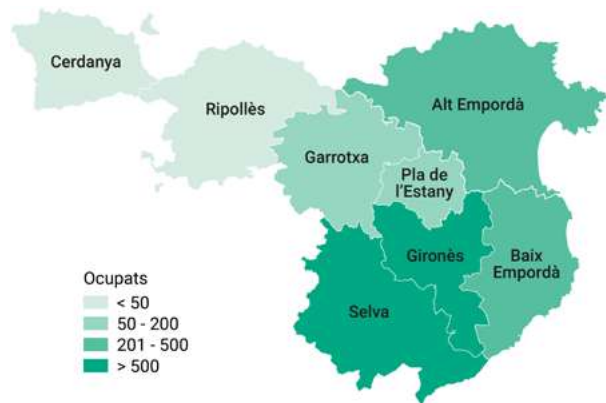 Cerdanya
Ripollès
Alt Empordà
Garrotxa
Pla de
l'Estany
Gironès
Baix
Empordà
Selva
Ocupats
< 50
50 - 200
201 - 500
> 500